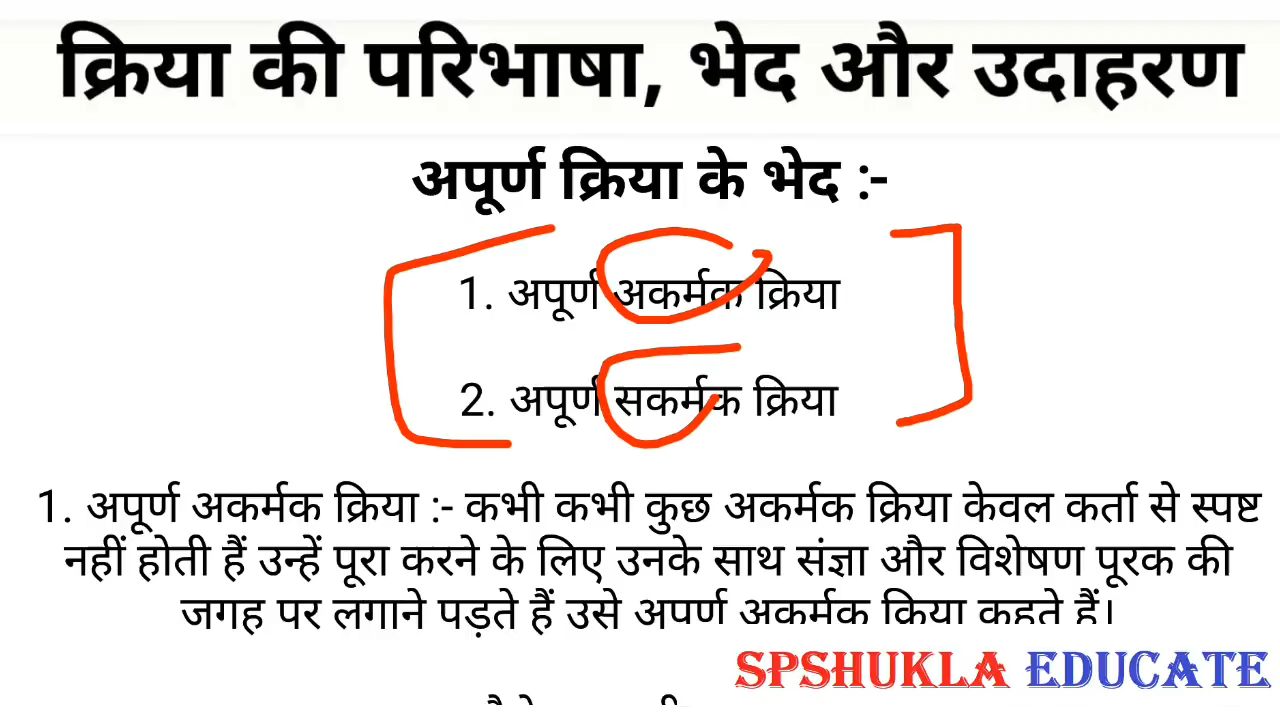 क्रिया की परिभाषा, भेद और उदाहरण
अपूर्ण क्रिया के भेद :-
1. अपूर्ण अकर्मक क्रिया
2. अपूर्ण सकर्मक क्रिया
1. अपूर्ण अकर्मक क्रिया :- कभी कभी कुछ अकर्मक क्रिया केवल कर्ता से स्पष्ट
नहीं होती हैं उन्हें पूरा करने के लिए उनके साथ संज्ञा और विशेषण पूरक की
जगह पर लगाने पड़ते हैं उसे अपूर्ण अकर्मक क्रिया कहते हैं।
SPSHUKLA EDUCATE